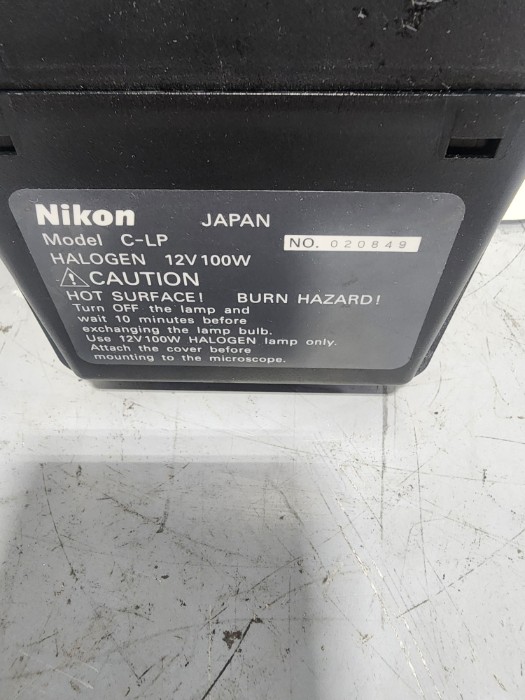 Nikon JAPAN
Model C-LP NO. 020849
HALOGEN 12V100W
⚠CAUTION
HOT SURFACE! BURN HAZARD!
Turn OFF the lamp and
wait 10 minutes before
exchanging the lamp bulb.
Use 12V100W HALOGEN lamp only.
Attach the cover before
mounting to the microscope.